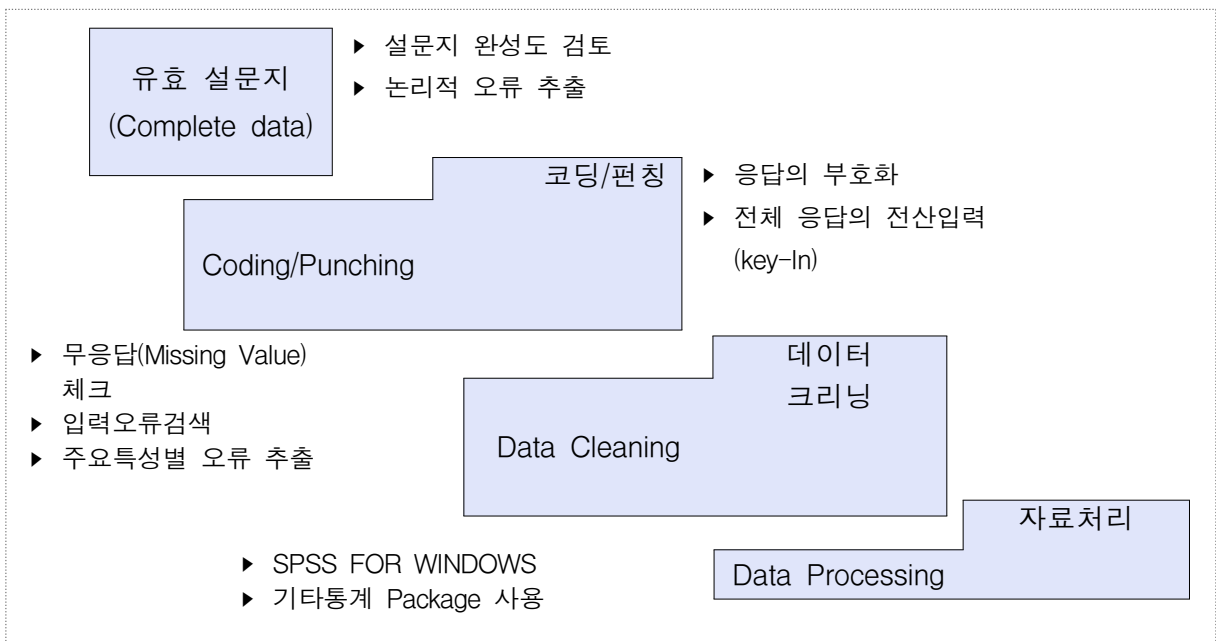 유효 설문지
(Complete data)
▶ 설문지 완성도 검토
▶ 논리적 오류 추출
코딩/펀칭
Coding/Punching
▶ 응답의 부호화
▶ 전체 응답의 전산입력
(key-In)
▶ 무응답(Missing Value)
체크
▶ 입력오류검색
▶ 주요특성별 오류 추출
데이터
크리닝
Data Cleaning
자료처리
Data Processing
▶ SPSS FOR WINDOWS
▶ 기타통계 Package 사용